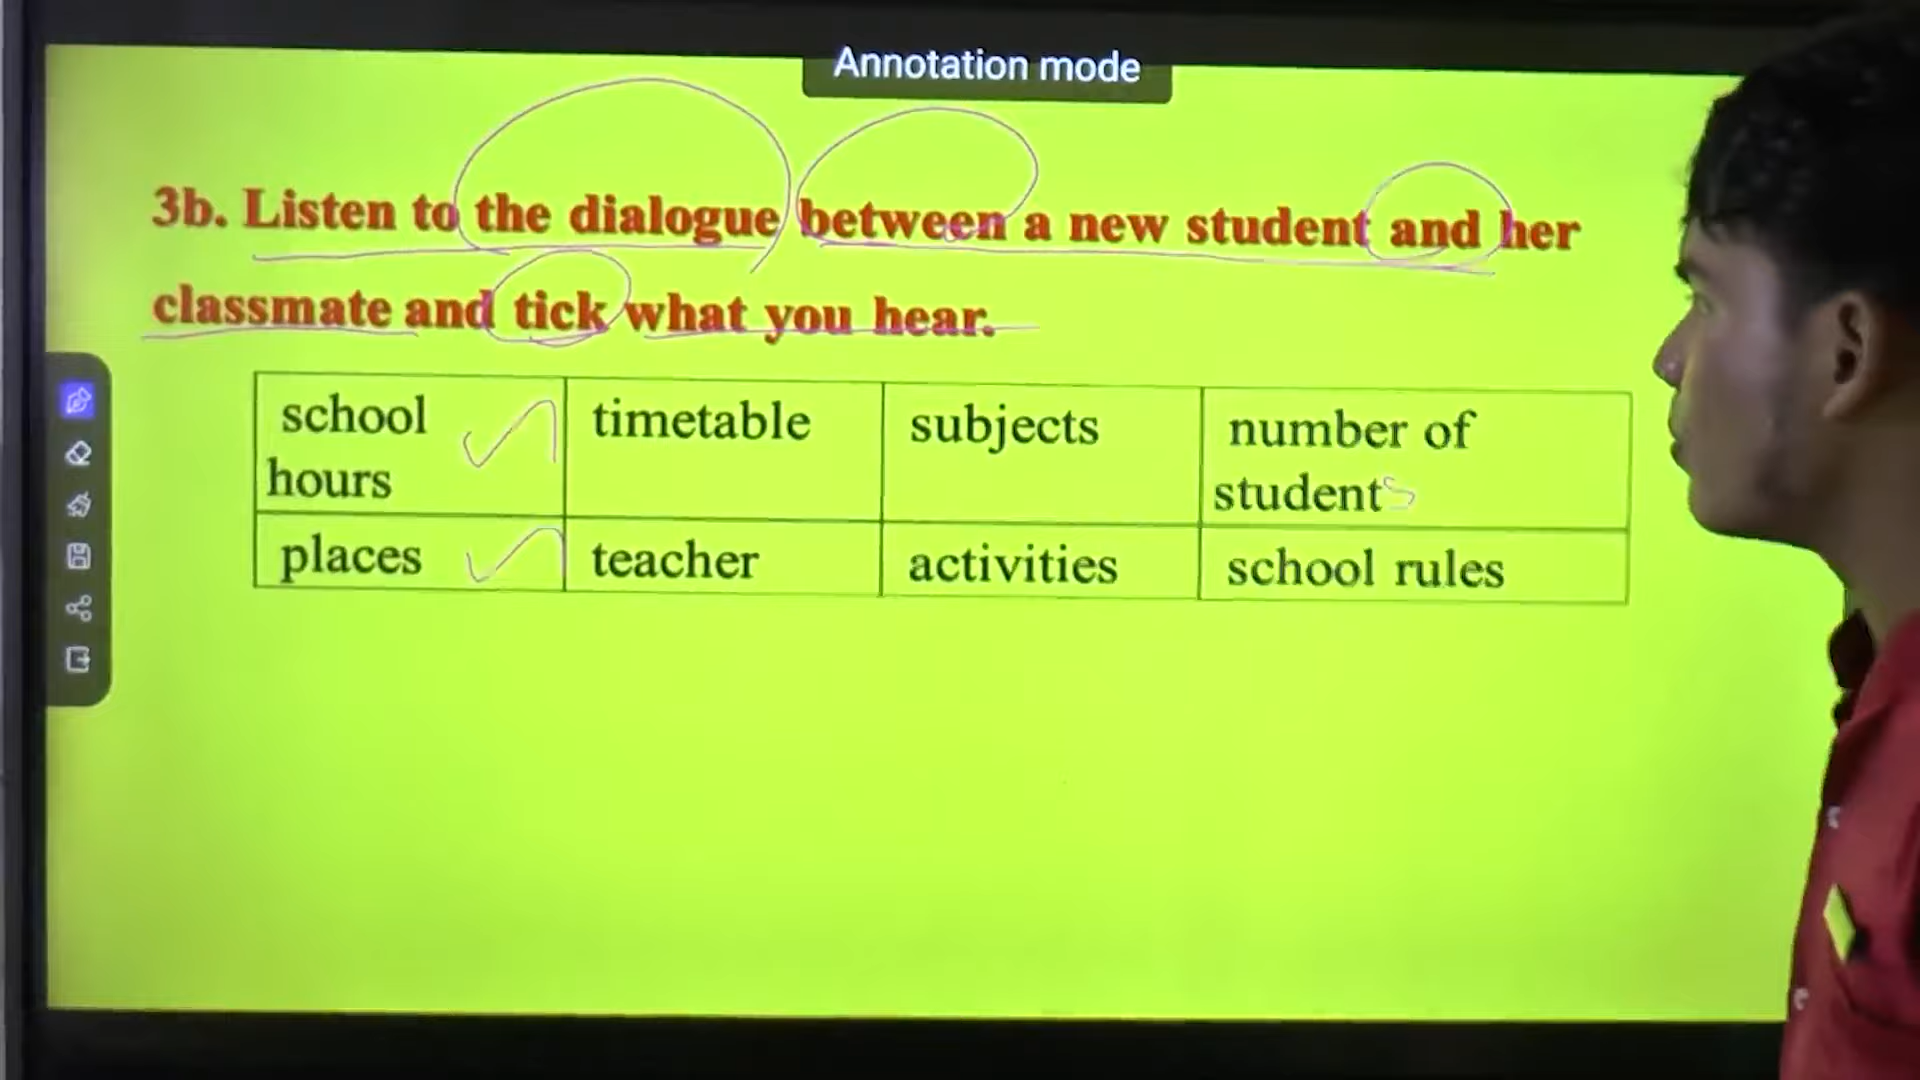 Annotation mode
3b. Listen to the dialogue between a new student and her
classmate and tick what you hear.
school hours
timetable
subjects
number of students
places
teacher
activities
school rules